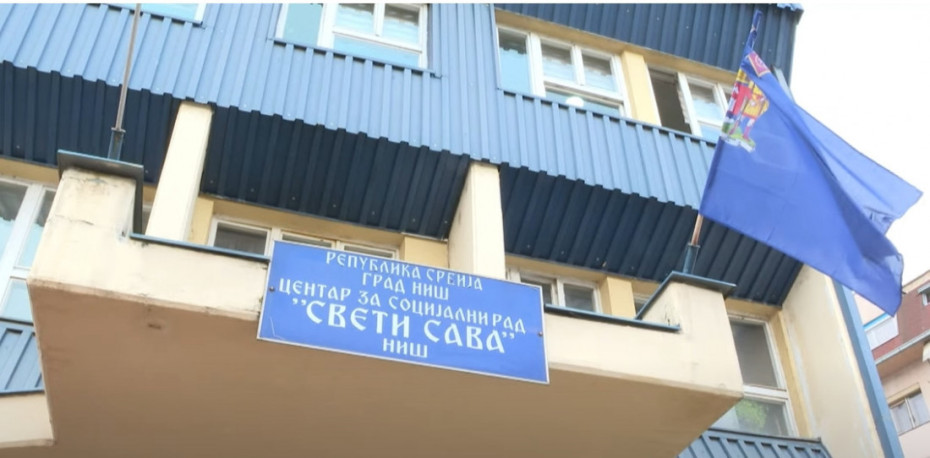 РЕПУБЛИКА СРБИЈА
ГРАД НИШ
ЦЕНТАР ЗА СОЦИЈАЛНИ РАД
"СВЕТИ САВА"
НИШ